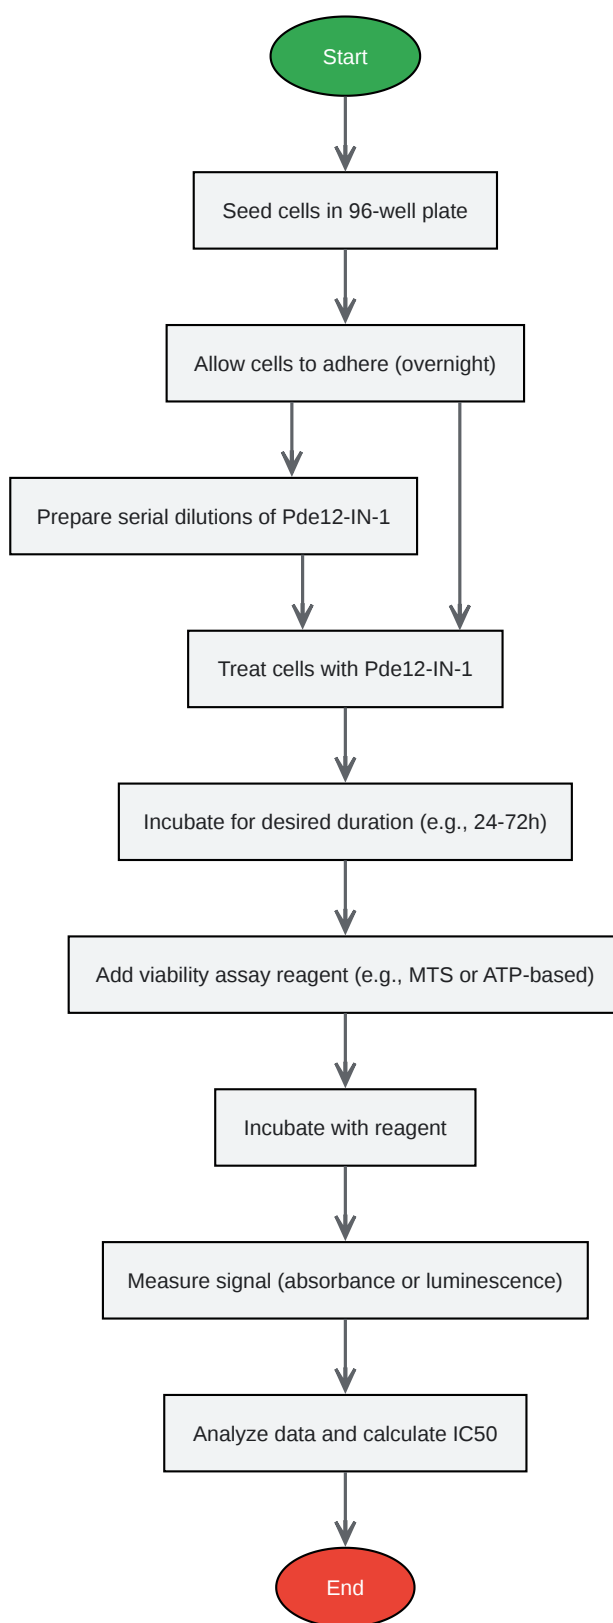 Start
Seed cells in 96-well plate
Allow cells to adhere (overnight)
Prepare serial dilutions of Pde12-IN-1
Treat cells with Pde12-IN-1
Incubate for desired duration (e.g., 24-72h)
Add viability assay reagent (e.g., MTS or ATP-based)
Incubate with reagent
Measure signal (absorbance or luminescence)
Analyze data and calculate IC50
End